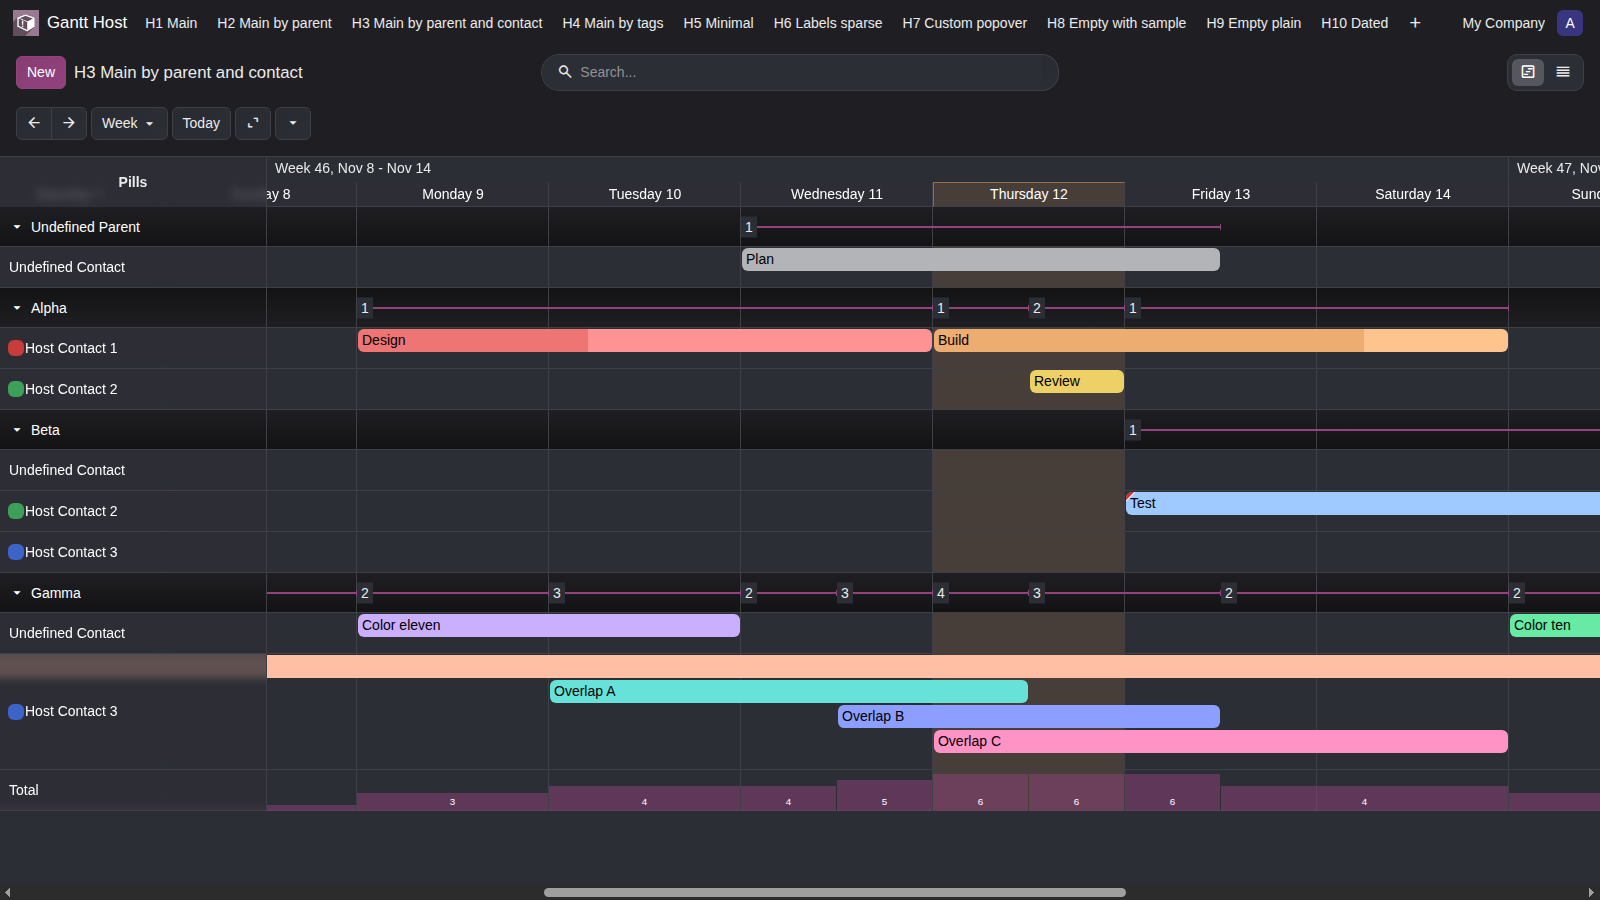 Gantt Host H1 Main H2 Main by parent H3 Main by parent and contact H4 Main by tags H5 Minimal H6 Labels sparse H7 Custom popover H8 Empty with sample H9 Empty plain H10 Dated + My Company A
New H3 Main by parent and contact Search...
Week Today
Pills Week 46, Nov 8 - Nov 14 Week 47, Nov
ay 8 Monday 9 Tuesday 10 Wednesday 11 Thursday 12 Friday 13 Saturday 14 Sund
Undefined Parent 1
Undefined Contact Plan
Alpha 1 1 2 1
Host Contact 1 Design Build
Host Contact 2 Review
Beta 1
Undefined Contact
Host Contact 2 Test
Host Contact 3
Gamma 2 3 2 3 4 3 2 2
Undefined Contact Color eleven Color ten
Overlap A
Host Contact 3 Overlap B
Overlap C
Total 3 4 4 5 6 6 6 4